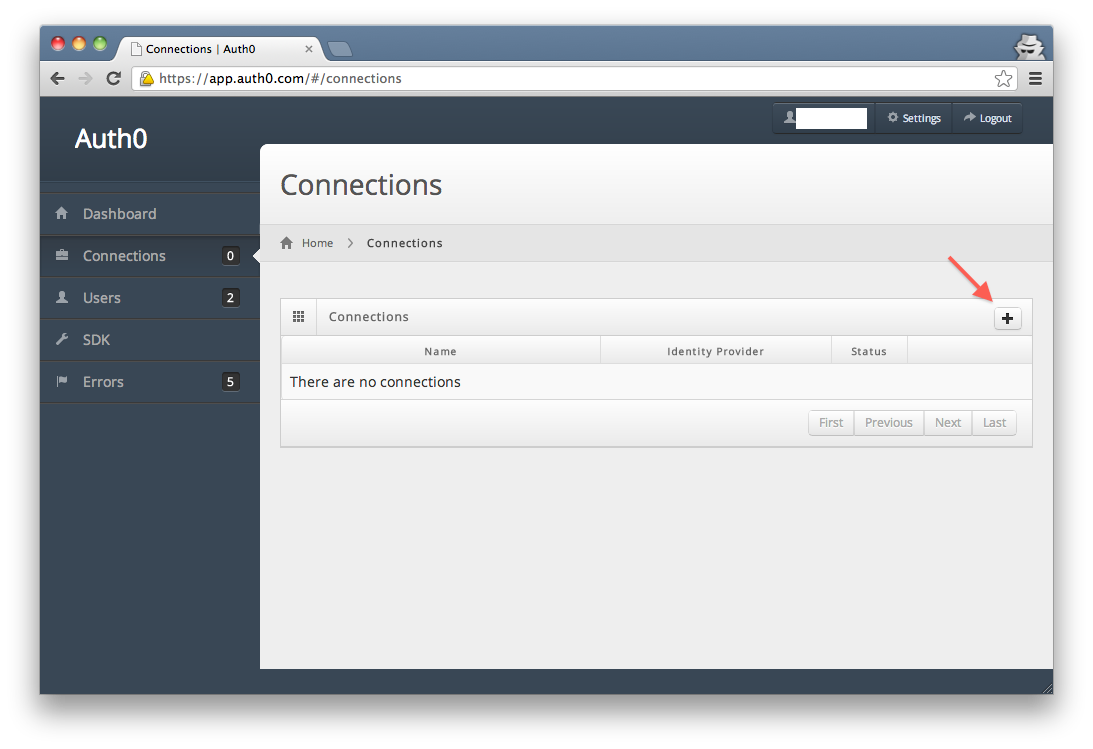 Connections | Auth0
https://app.auth0.com/#/connections
Auth0
Settings
Logout
Connections
Dashboard
Home
Connections
Connections 0
Users 2
SDK
Errors 5
Connections
Name Identity Provider Status
There are no connections
First Previous Next Last